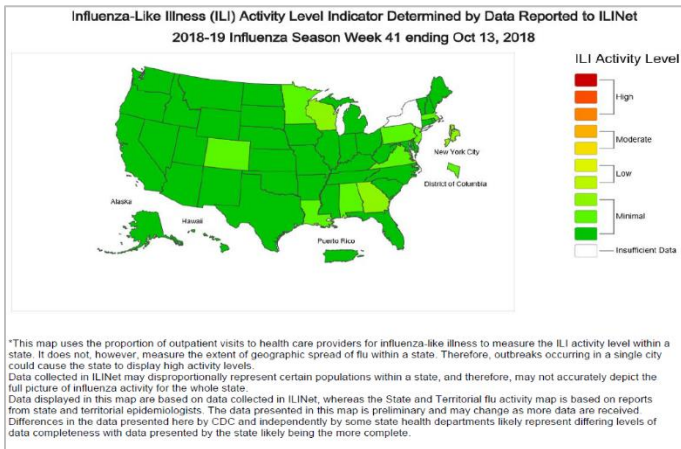 Influenza-Like Illness (ILI) Activity Level Indicator Determined by Data Reported to ILINet
2018-19 Influenza Season Week 41 ending Oct 13, 2018
ILI Activity Level
High
Moderate
Low
Minimal
Insufficient Data
New York City
District of Columbia
Alaska
Hawaii
Puerto Rico
*This map uses the proportion of outpatient visits to health care providers for influenza-like illness to measure the ILI activity level within a
state. It does not, however, measure the extent of geographic spread of flu within a state. Therefore, outbreaks occurring in a single city
could cause the state to display high activity levels.
Data collected in ILINet may disproportionally represent certain populations within a state, and therefore, may not accurately depict the
full picture of influenza activity for the whole state.
Data displayed in this map are based on data collected in ILINet, whereas the State and Territorial flu activity map is based on reports
from state and territorial epidemiologists. The data presented in this map is preliminary and may change as more data are received.
Differences in the data presented here by CDC and independently by some state health departments likely represent differing levels of
data completeness with data presented by the state likely being the more complete.